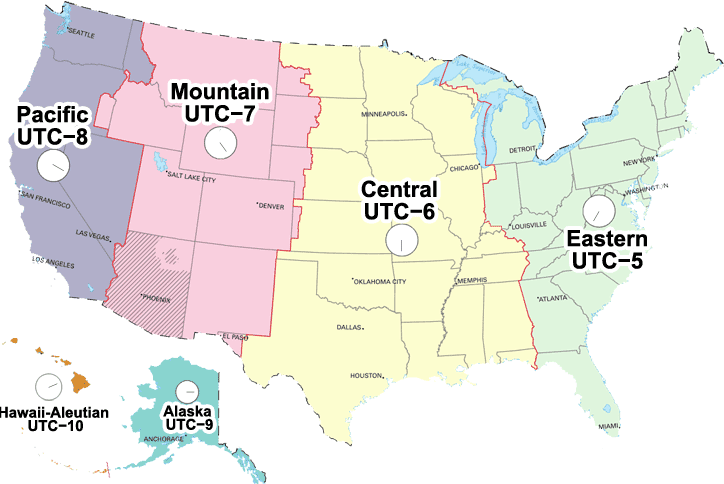 SEATTLE
Mountain
UTC−7
Pacific
UTC−8
MINNEAPOLIS
DETROIT
NEW YORK
CHICAGO
SALT LAKE CITY
Central
UTC−6
WASHINGTON
SAN FRANCISCO
DENVER
LAS VEGAS
LOUISVILLE
Eastern
UTC−5
LOS ANGELES
OKLAHOMA CITY
MEMPHIS
PHOENIX
ATLANTA
DALLAS
EL PASO
HOUSTON
Hawaii-Aleutian
UTC−10
Alaska
UTC−9
ANCHORAGE
MIAMI